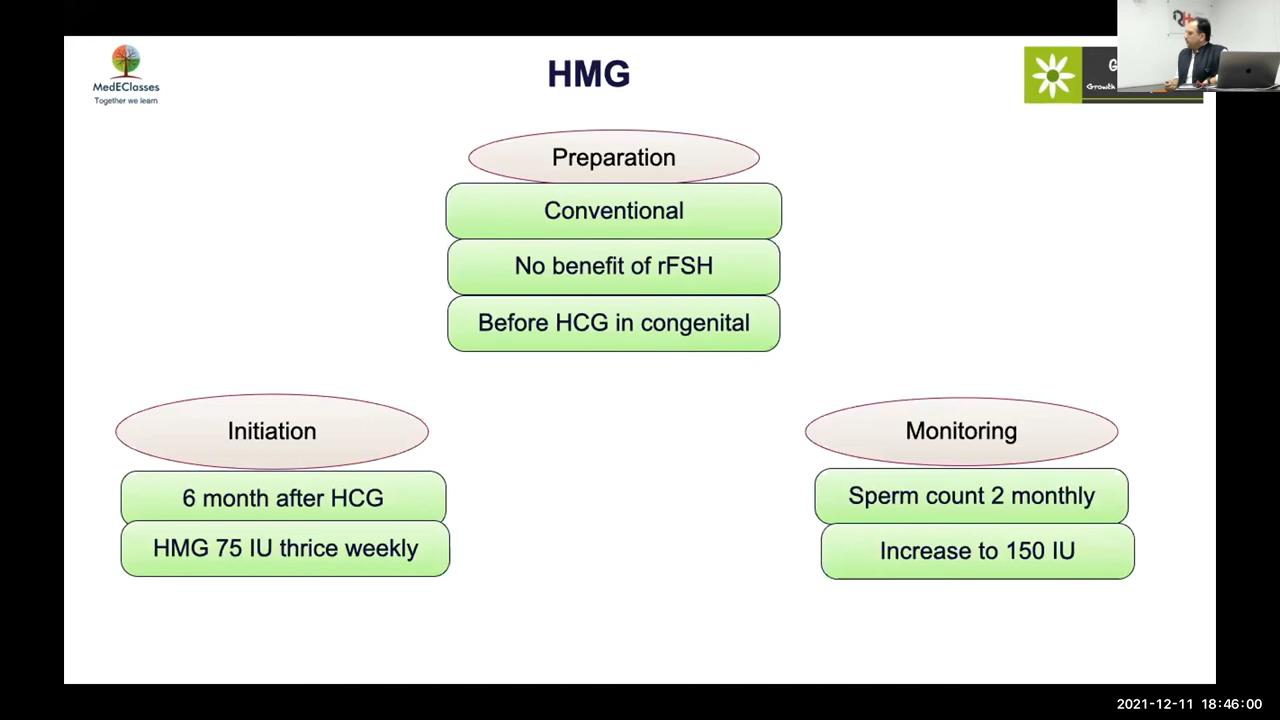 MedEClasses
Together we learn
HMG
G
Growth
Preparation
Conventional
No benefit of rFSH
Before HCG in congenital
Initiation
6 month after HCG
HMG 75 IU thrice weekly
Monitoring
Sperm count 2 monthly
Increase to 150 IU
2021-12-11 18:46:00